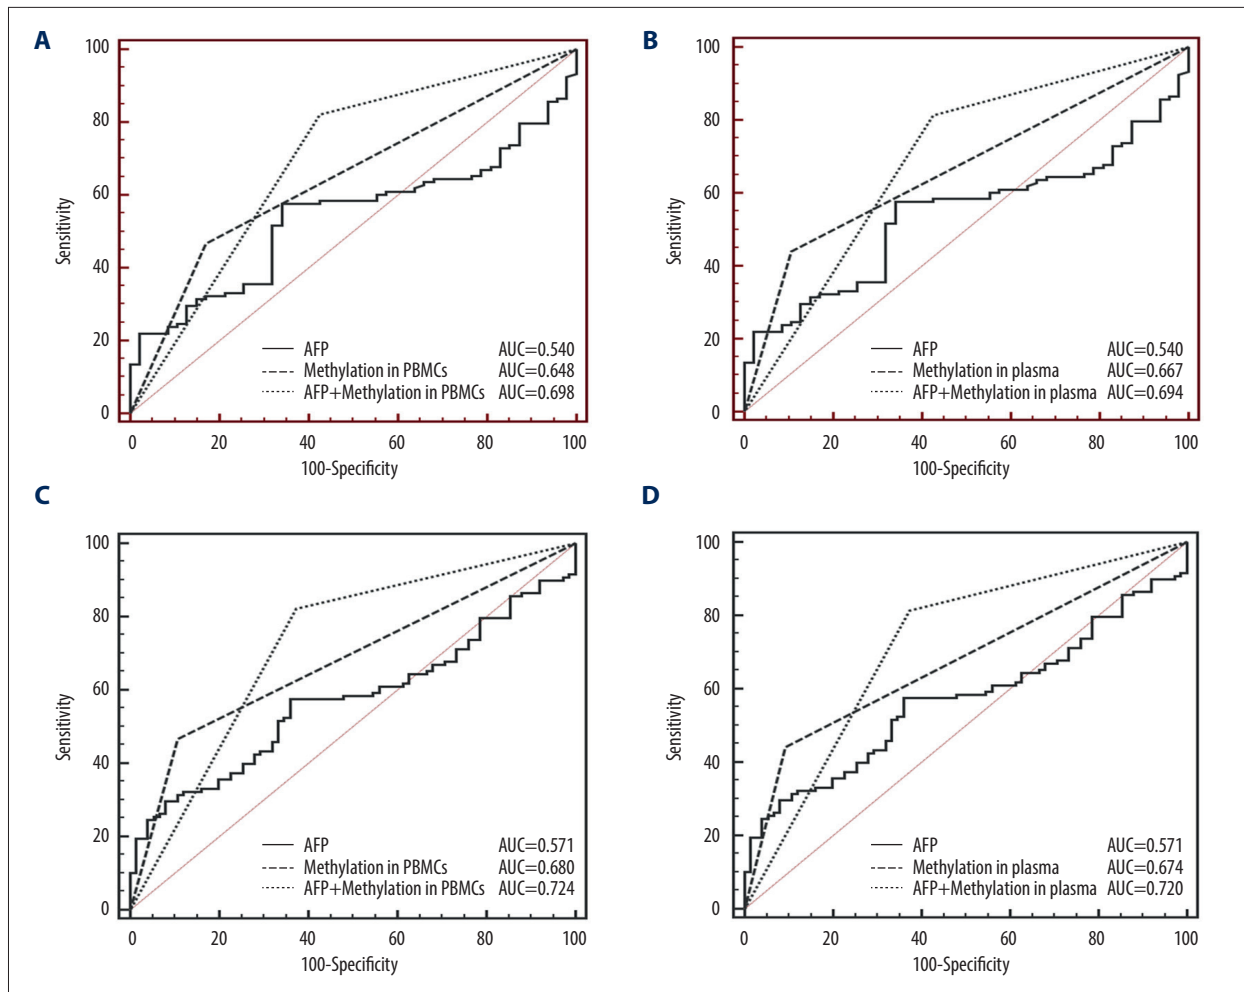 A
Sensitivity
100
80
60
40
20
0
AFP AUC=0.540
Methylation in PBMCs AUC=0.648
AFP+Methylation in PBMCs AUC=0.698
0 20 40 60 80 100
100-Specificity
B
Sensitivity
100
80
60
40
20
0
AFP AUC=0.540
Methylation in plasma AUC=0.667
AFP+Methylation in plasma AUC=0.694
0 20 40 60 80 100
100-Specificity
C
Sensitivity
100
80
60
40
20
0
AFP AUC=0.571
Methylation in PBMCs AUC=0.680
AFP+Methylation in PBMCs AUC=0.724
0 20 40 60 80 100
100-Specificity
D
Sensitivity
100
80
60
40
20
0
AFP AUC=0.571
Methylation in plasma AUC=0.674
AFP+Methylation in plasma AUC=0.720
0 20 40 60 80 100
100-Specificity